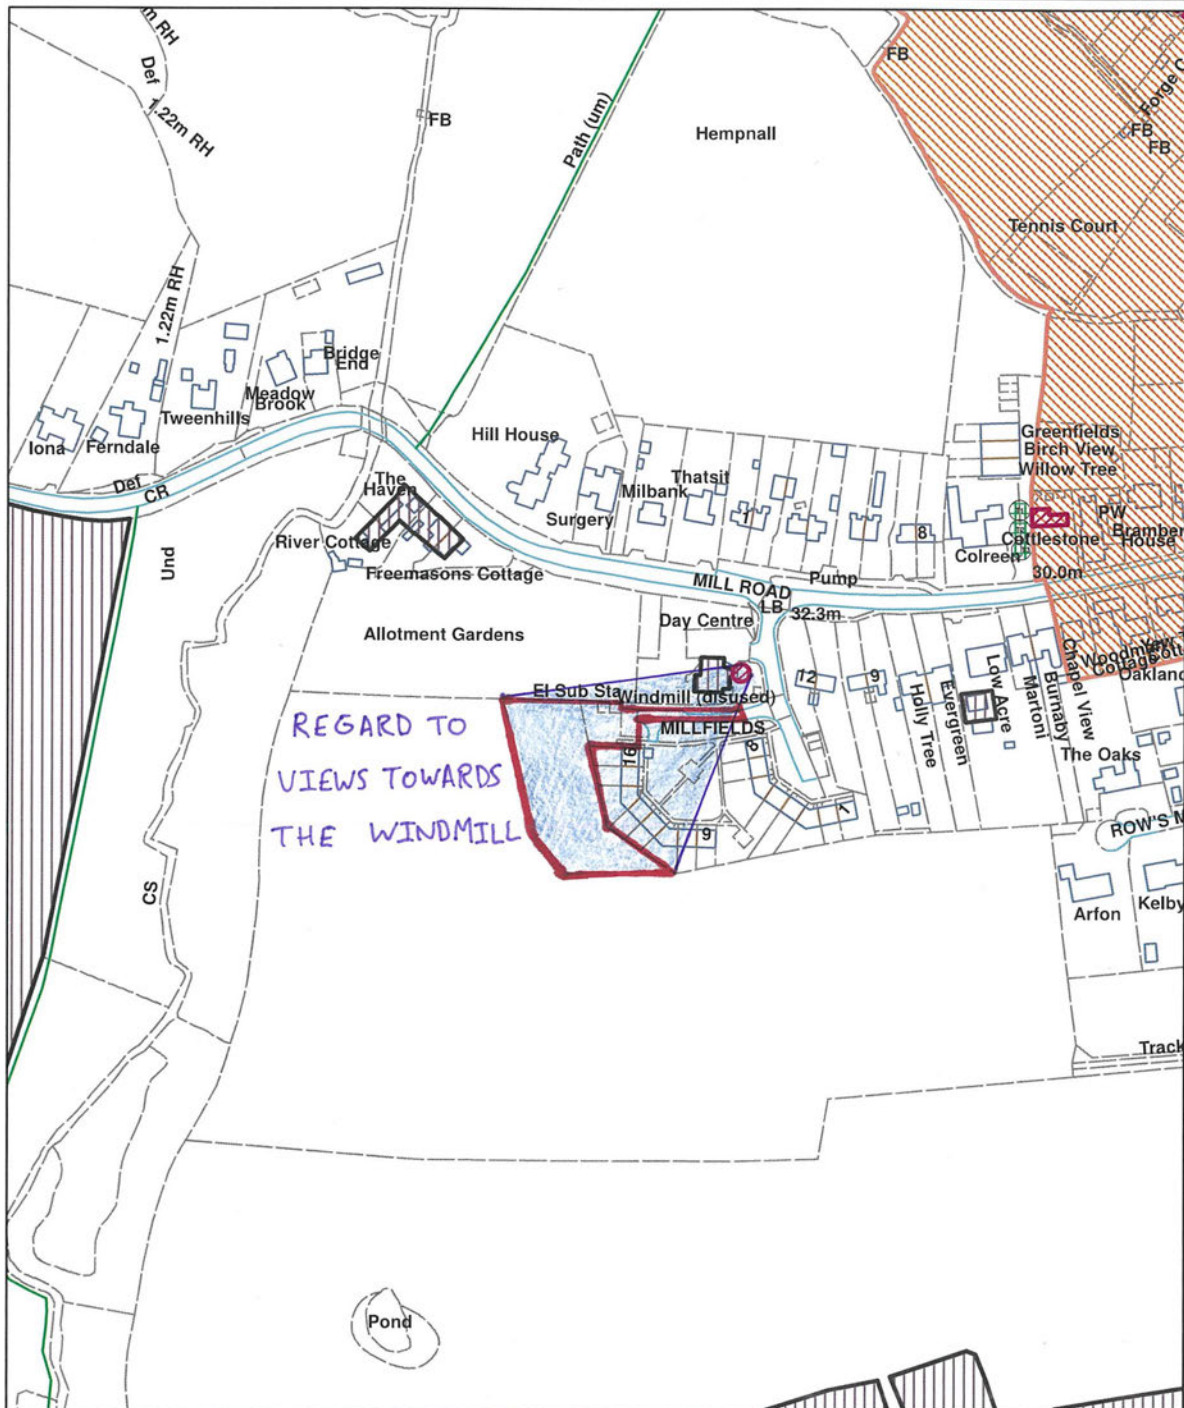 m RH
Def
1.22m RH
FB
Path (um)
Hempnall
FB
FB
FB
Tennis Court
1.22m RH
Bridge
End
Meadow
Brook
Tweenhills
Ferndale
Iona
Def
CR
Hill House
Surgery
Milbank
Thatsit
1
8
Colreen
Greenfields
Birch View
Willow Tree
PW
Bramber
House
Cottlestone
30.0m
The
Haven
River Cottage
Freemasons Cottage
Und
MILL ROAD
Pump
LB
32.3m
Day Centre
Allotment Gardens
El Sub Sta
Windmill (disused)
MILLFIELDS
16
8
9
1
12
9
Holly Tree
Evergreen
Low Acre
Martoni
Burnaby
Chapel View
Cottage
The Oaks
ROW'S M
Arfon
Kelby
REGARD TO
VIEWS TOWARDS
THE WINDMILL
CS
Track
Pond